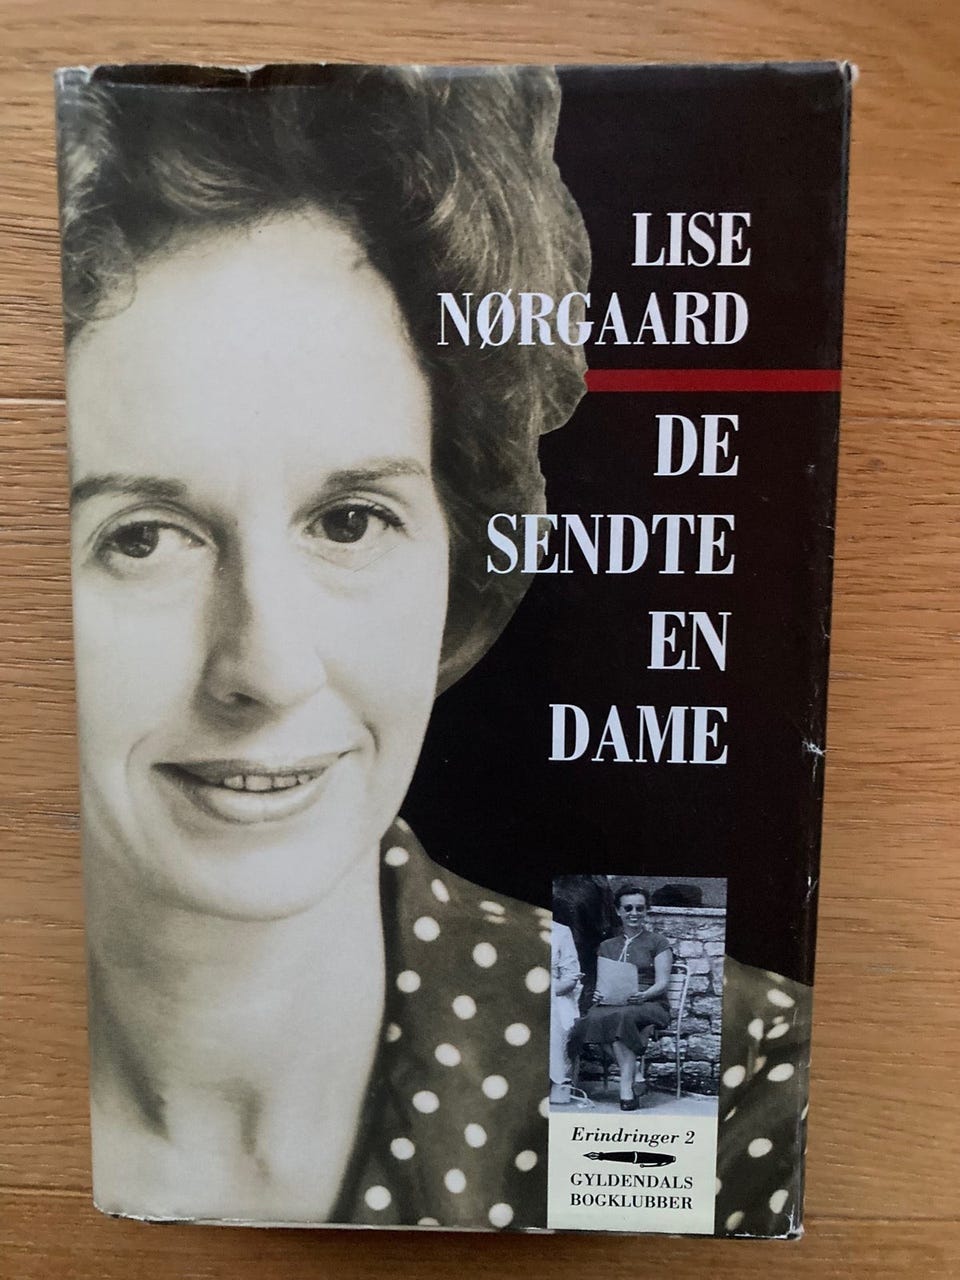 LISE
NØRGAARD
DE
SENDTE
EN
DAME
Erindringer 2
GYLDENDALS
BOGKLUBBER